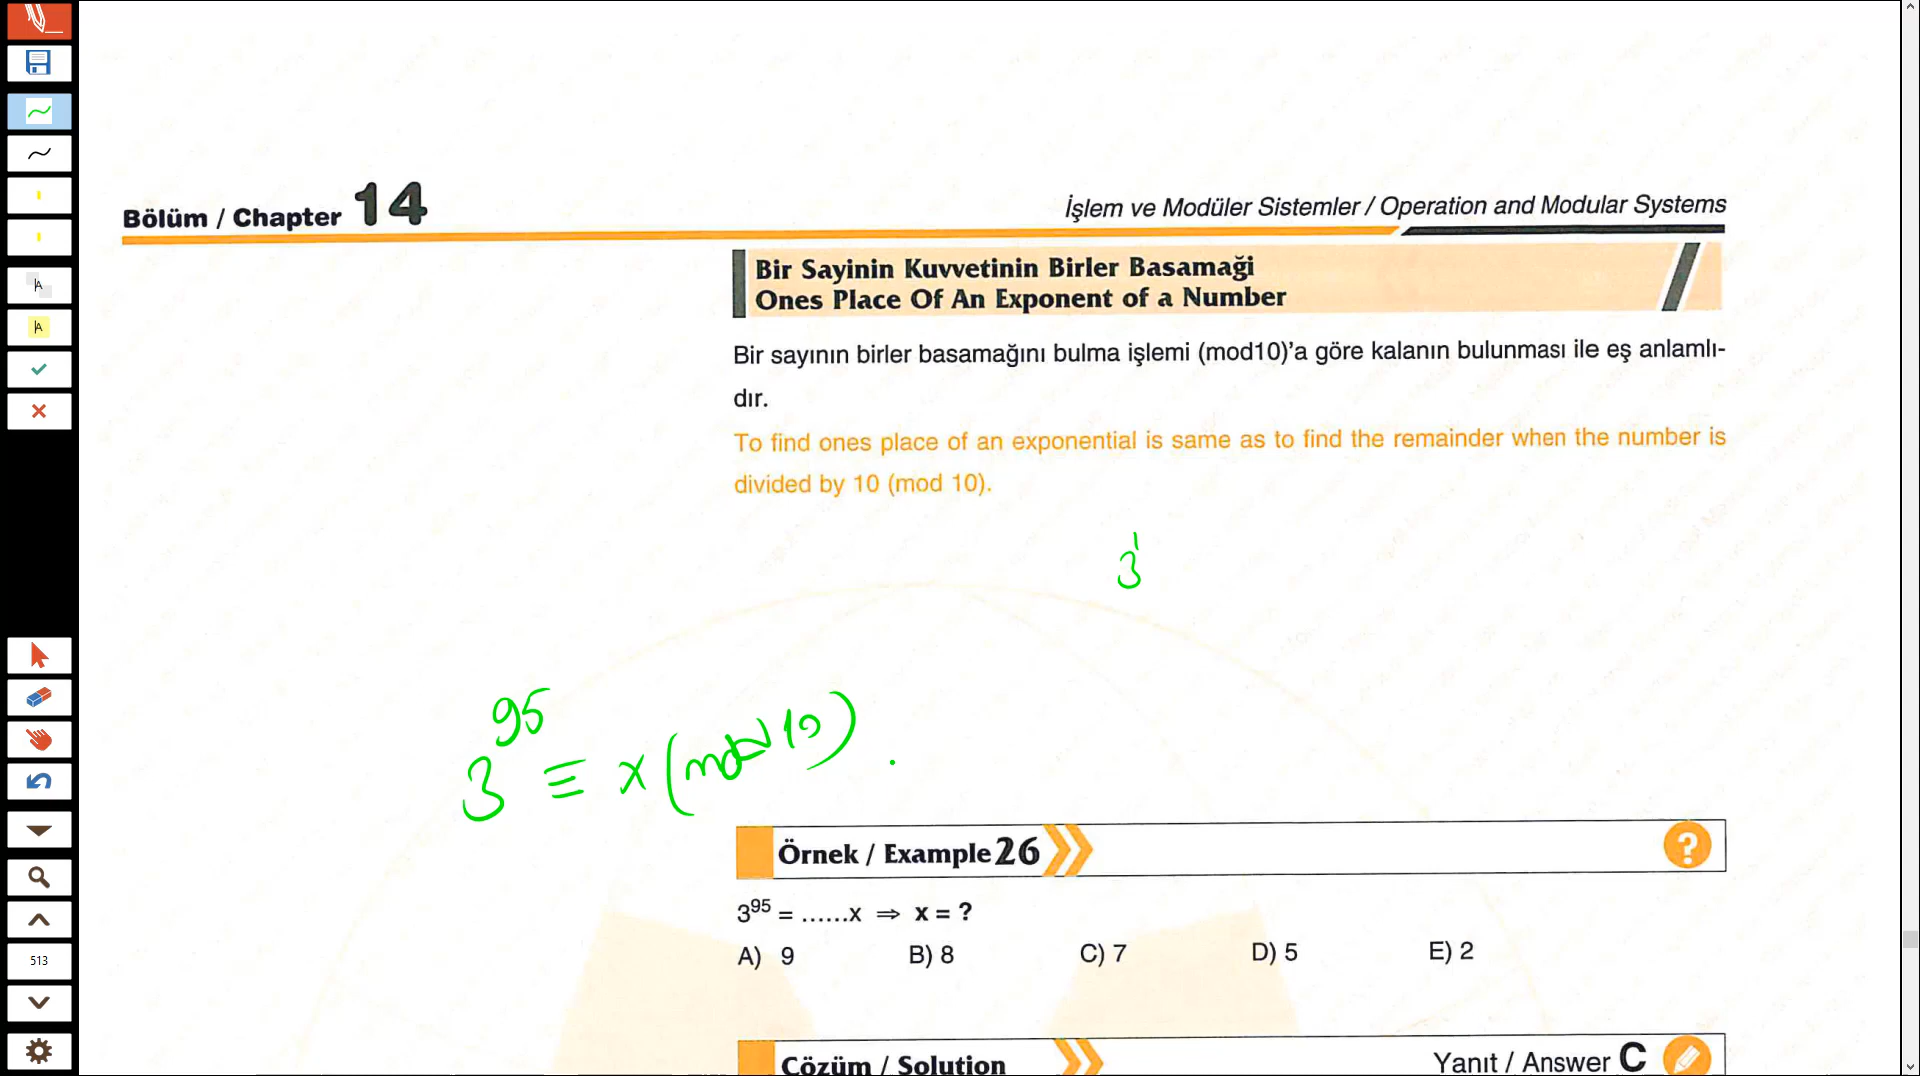 Bölüm / Chapter 14
İşlem ve Modüler Sistemler / Operation and Modular Systems
Bir Sayinin Kuvvetinin Birler Basamaği
Ones Place Of An Exponent of a Number
Bir sayının birler basamağını bulma işlemi (mod10)'a göre kalanın bulunması ile eş anlamlı-
dır.
To find ones place of an exponential is same as to find the remainder when the number is
divided by 10 (mod 10).
3¹
3⁹⁵ ≡ x (mod 10) .
Örnek / Example 26
?
3⁹⁵ = ......x ⇒ x = ?
A) 9 B) 8 C) 7 D) 5 E) 2
Çözüm / Solution
Yanıt / Answer C
A
A
513